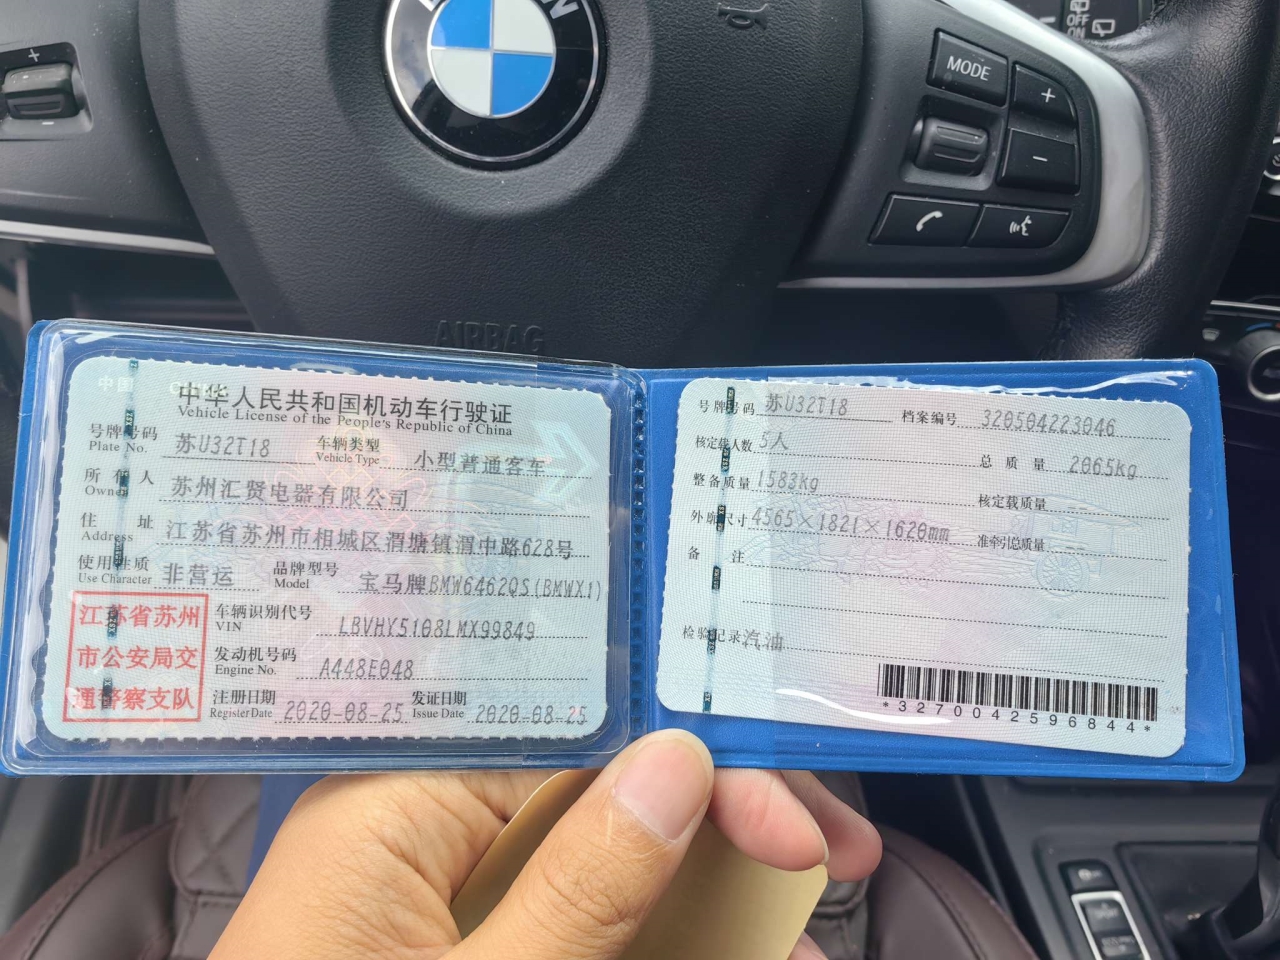 MODE
+
−
OFF
ON
AIRBAG
中华人民共和国机动车行驶证
Vehicle License of the People's Republic of China
号牌号码 苏U32T18 车辆类型 小型普通客车
Plate No. Vehicle Type
所有人 苏州汇贤电器有限公司
Owner
住址 江苏省苏州市相城区渭塘镇渭中路628号
Address
使用性质 非营运 品牌型号 宝马牌BMW6462QS(BMWX1)
Use Character Model
江苏省苏州
市公安局交
通警察支队
车辆识别代号 LBVHY5108LMX99849
VIN
发动机号码 A448E048
Engine No.
注册日期 2020-08-25 发证日期 2020-08-25
Register Date Issue Date
号牌号码 苏U32T18 档案编号 320504223046
核定载人数 5人 总质量 2065kg
整备质量 1583kg 核定载质量 --
外廓尺寸 4565×1821×1620mm 准牵引总质量 --
备注
检验记录 汽油
*3270042596844*